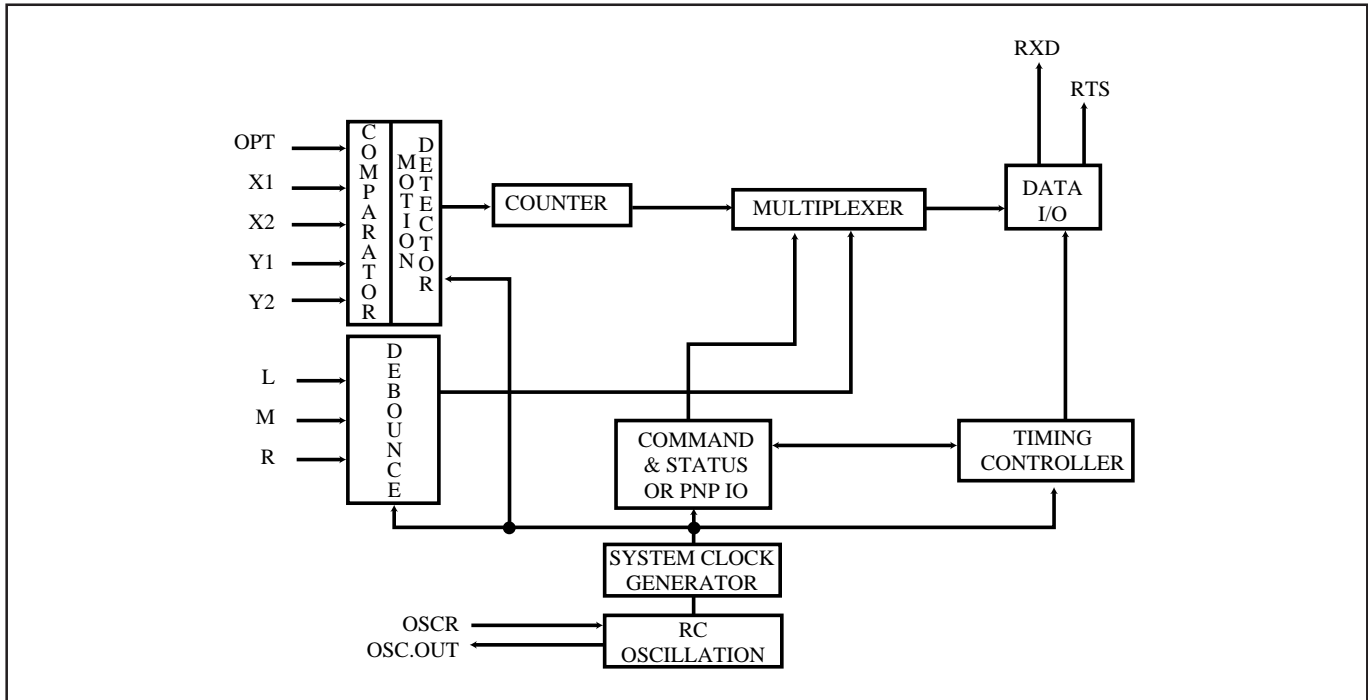 RXD
RTS
OPT
X1
X2
Y1
Y2
COMPARATOR
MOTION
DETECTOR
COUNTER
MULTIPLEXER
DATA
I/O
L
M
R
DEBOUNCE
COMMAND
& STATUS
OR PNP IO
TIMING
CONTROLLER
SYSTEM CLOCK
GENERATOR
OSCR
OSC.OUT
RC
OSCILLATION